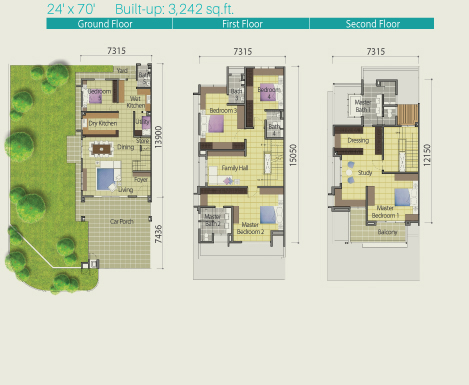 24' x 70' Built-up: 3,242 sq.ft.
Ground Floor
First Floor
Second Floor
7315
Yard
Bath
Bedroom
Wet
Kitchen
Utility
Dry Kitchen
Store
Dining
Foyer
Living
Car Porch
13900
7436
7315
Bath
3
Bedroom
4
Bedroom 3
Bath
4
Family Hall
Master
Bath 2
Master
Bedroom 2
15050
7315
Master
Bath 1
Dressing
Study
Master
Bedroom 1
Balcony
12150